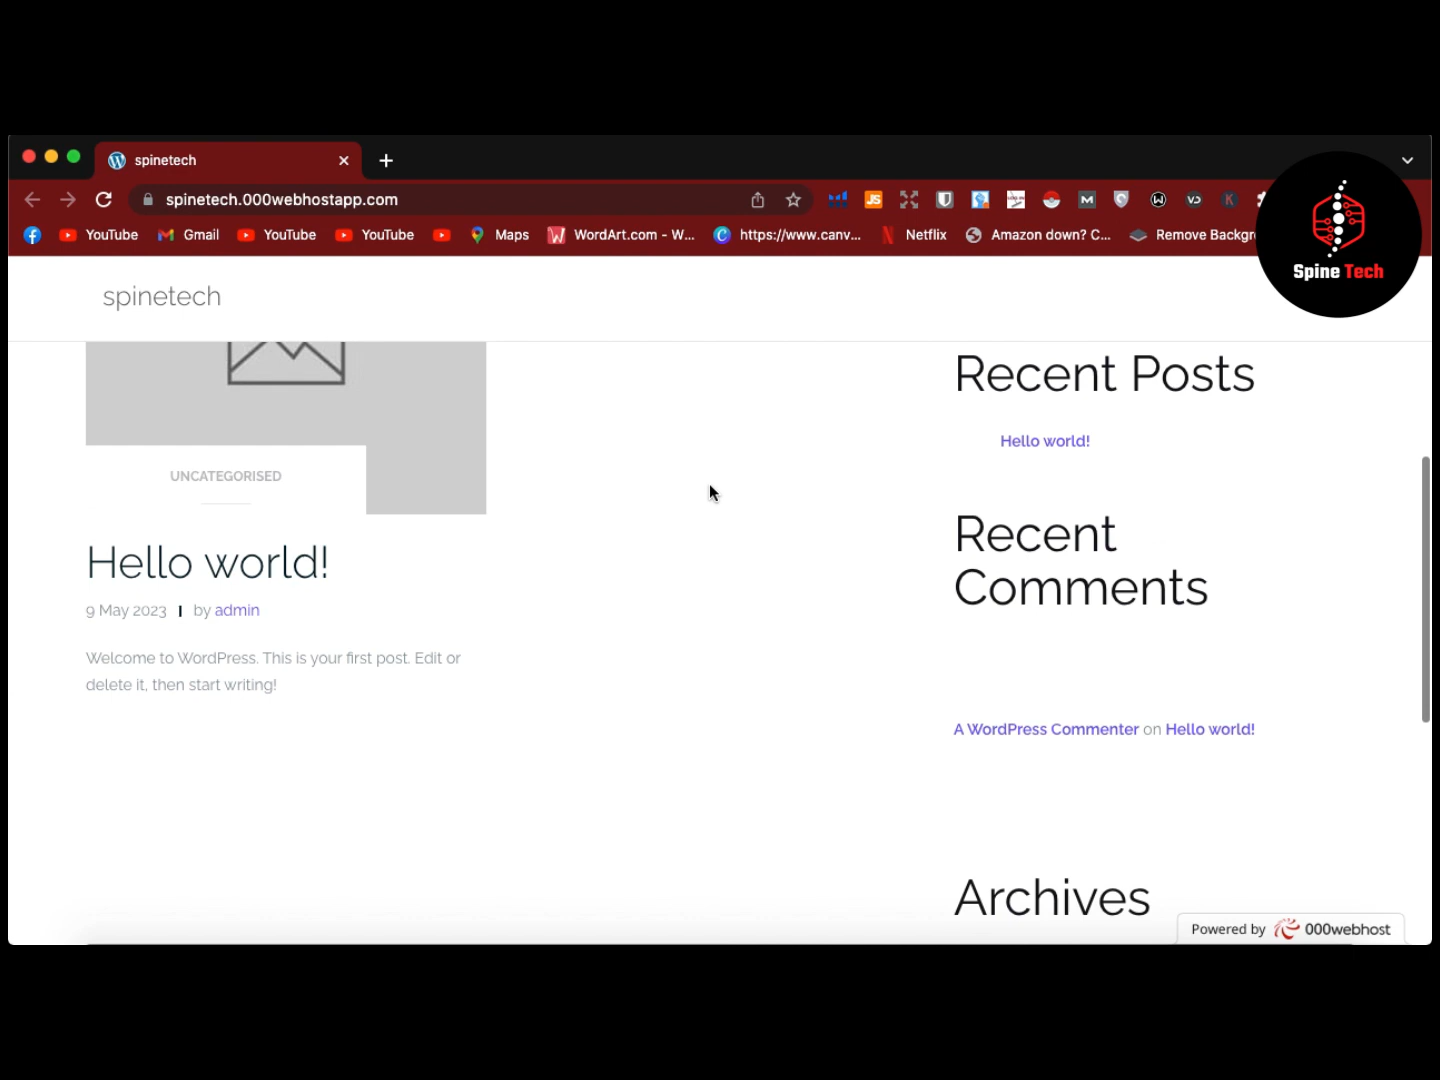 spinetech
spinetech.000webhostapp.com
YouTube
Gmail
YouTube
YouTube
Maps
WordArt.com - W...
https://www.canv...
Netflix
Amazon down? C...
Remove Backgr
Spine Tech
spinetech
UNCATEGORISED
Hello world!
9 May 2023 by admin
Welcome to WordPress. This is your first post. Edit or
delete it, then start writing!
Recent Posts
Hello world!
Recent
Comments
A WordPress Commenter on Hello world!
Archives
Powered by 000webhost